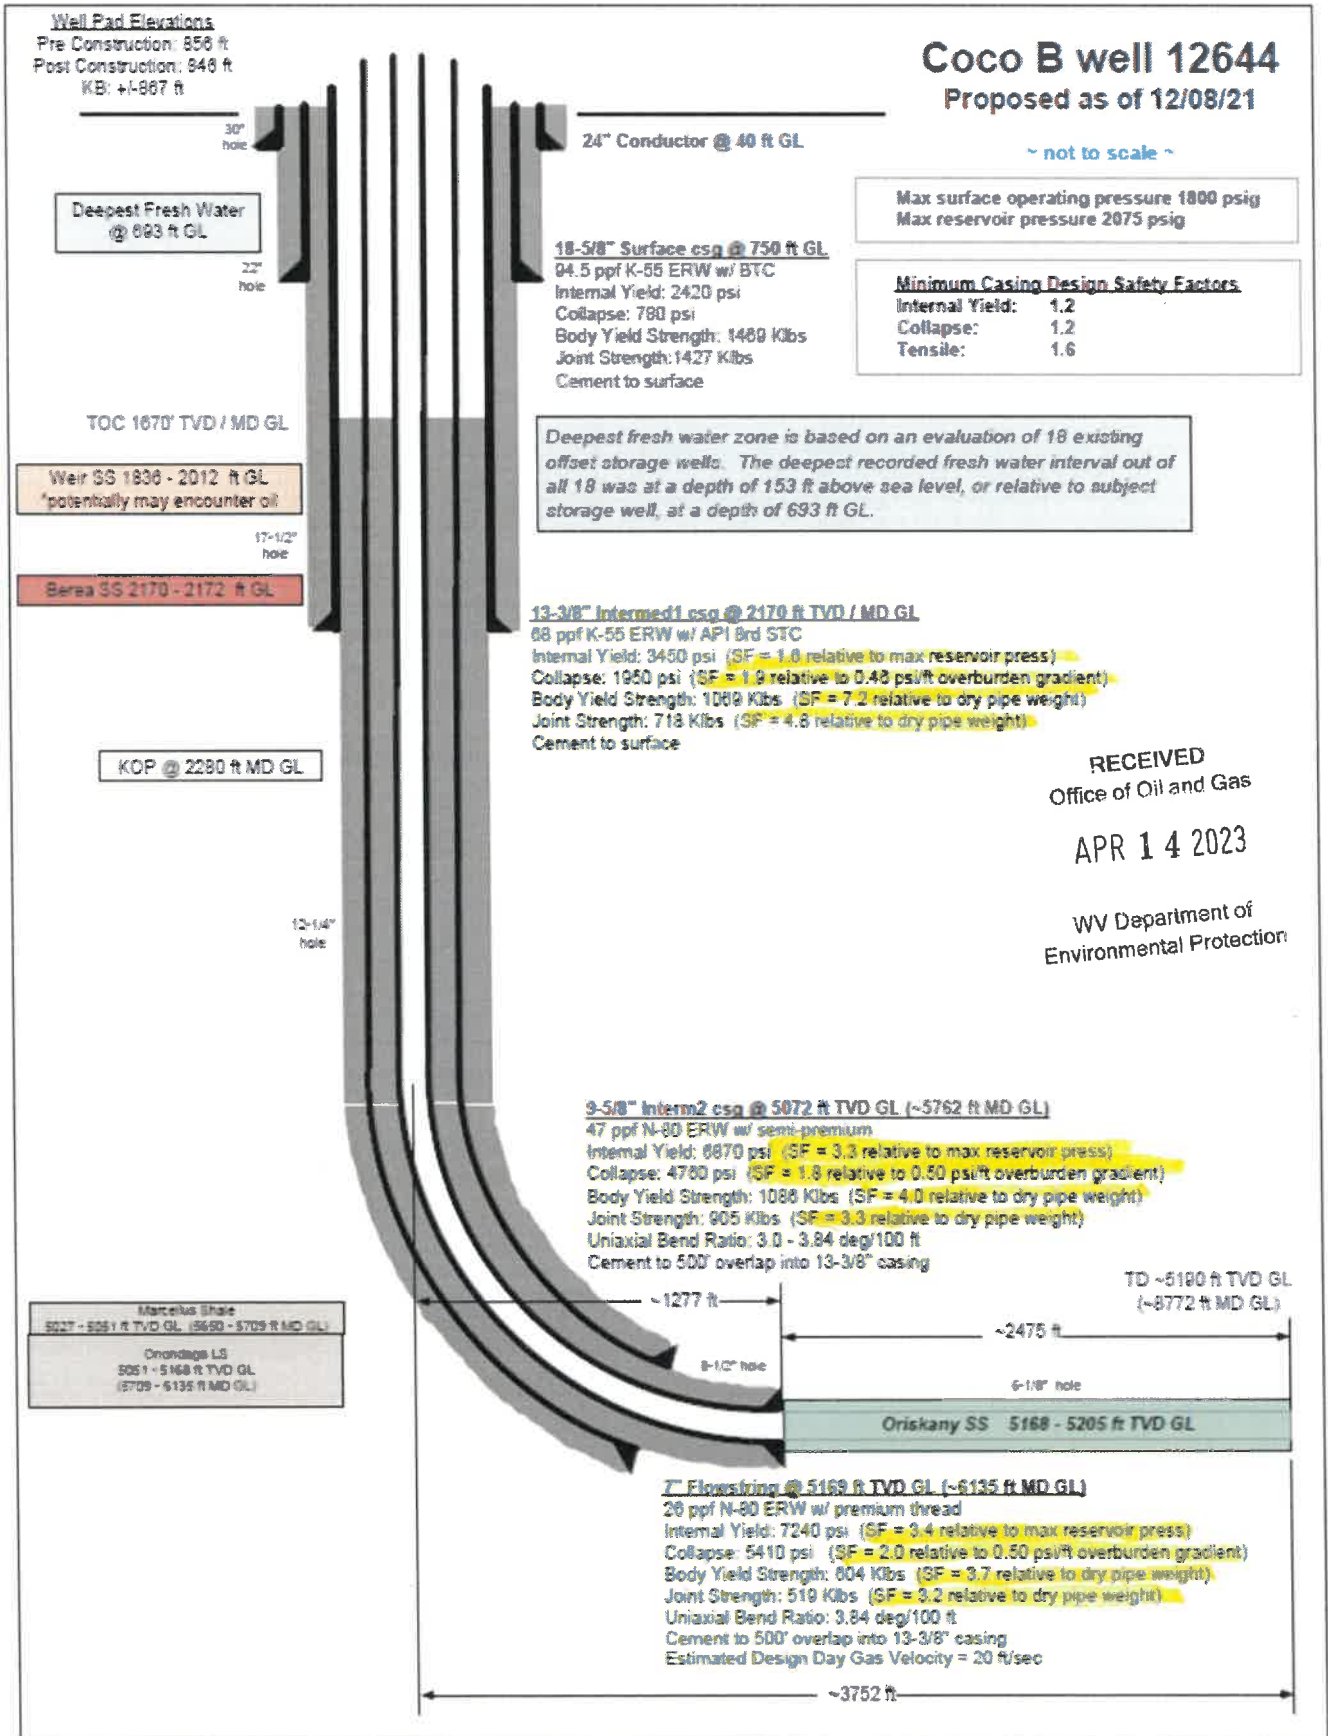 Well Pad Elevations
Pre Construction: 856 ft
Post Construction: 846 ft
KB: +/-867 ft
Coco B well 12644
Proposed as of 12/08/21
~ not to scale ~
30"
hole
24" Conductor @ 40 ft GL
Max surface operating pressure 1800 psig
Max reservoir pressure 2075 psig
Deepest Fresh Water
@ 693 ft GL
22"
hole
18-5/8" Surface csg @ 750 ft GL
94.5 ppf K-55 ERW w/ BTC
Internal Yield: 2420 psi
Collapse: 780 psi
Body Yield Strength: 1469 Klbs
Joint Strength:1427 Klbs
Cement to surface
Minimum Casing Design Safety Factors
Internal Yield: 1.2
Collapse: 1.2
Tensile: 1.6
TOC 1670' TVD / MD GL
Weir SS 1836 - 2012 ft GL
*potentially may encounter oil
Deepest fresh water zone is based on an evaluation of 18 existing
offset storage wells. The deepest recorded fresh water interval out of
all 18 was at a depth of 153 ft above sea level, or relative to subject
storage well, at a depth of 693 ft GL.
17-1/2"
hole
Berea SS 2170 - 2172 ft GL
13-3/8" Intermed1 csg @ 2170 ft TVD / MD GL
68 ppf K-55 ERW w/ API 8rd STC
Internal Yield: 3450 psi (SF = 1.6 relative to max reservoir press)
Collapse: 1950 psi (SF = 1.9 relative to 0.48 psi/ft overburden gradient)
Body Yield Strength: 1069 Klbs (SF = 7.2 relative to dry pipe weight)
Joint Strength: 718 Klbs (SF = 4.8 relative to dry pipe weight)
Cement to surface
KOP @ 2280 ft MD GL
RECEIVED
Office of Oil and Gas
APR 14 2023
WV Department of
Environmental Protection
12-1/4"
hole
9-5/8" Interm2 csg @ 5072 ft TVD GL (~5762 ft MD GL)
47 ppf N-80 ERW w/ semi-premium
Internal Yield: 6870 psi (SF = 3.3 relative to max reservoir press)
Collapse: 4760 psi (SF = 1.8 relative to 0.50 psi/ft overburden gradient)
Body Yield Strength: 1086 Klbs (SF = 4.0 relative to dry pipe weight)
Joint Strength: 905 Klbs (SF = 3.3 relative to dry pipe weight)
Uniaxial Bend Ratio: 3.0 - 3.84 deg/100 ft
Cement to 500' overlap into 13-3/8" casing
TD ~5190 ft TVD GL
(~8772 ft MD GL)
~1277 ft
~2475 ft
Marcellus Shale
5027 - 5051 ft TVD GL (5650 - 5709 ft MD GL)
Onondaga LS
5051 - 5168 ft TVD GL
(5709 - 6135 ft MD GL)
8-1/2" hole
6-1/8" hole
Oriskany SS 5168 - 5205 ft TVD GL
7" Flowstring @ 5169 ft TVD GL (~6135 ft MD GL)
26 ppf N-80 ERW w/ premium thread
Internal Yield: 7240 psi (SF = 3.4 relative to max reservoir press)
Collapse: 5410 psi (SF = 2.0 relative to 0.50 psi/ft overburden gradient)
Body Yield Strength: 604 Klbs (SF = 3.7 relative to dry pipe weight)
Joint Strength: 519 Klbs (SF = 3.2 relative to dry pipe weight)
Uniaxial Bend Ratio: 3.84 deg/100 ft
Cement to 500' overlap into 13-3/8" casing
Estimated Design Day Gas Velocity = 20 ft/sec
~3752 ft